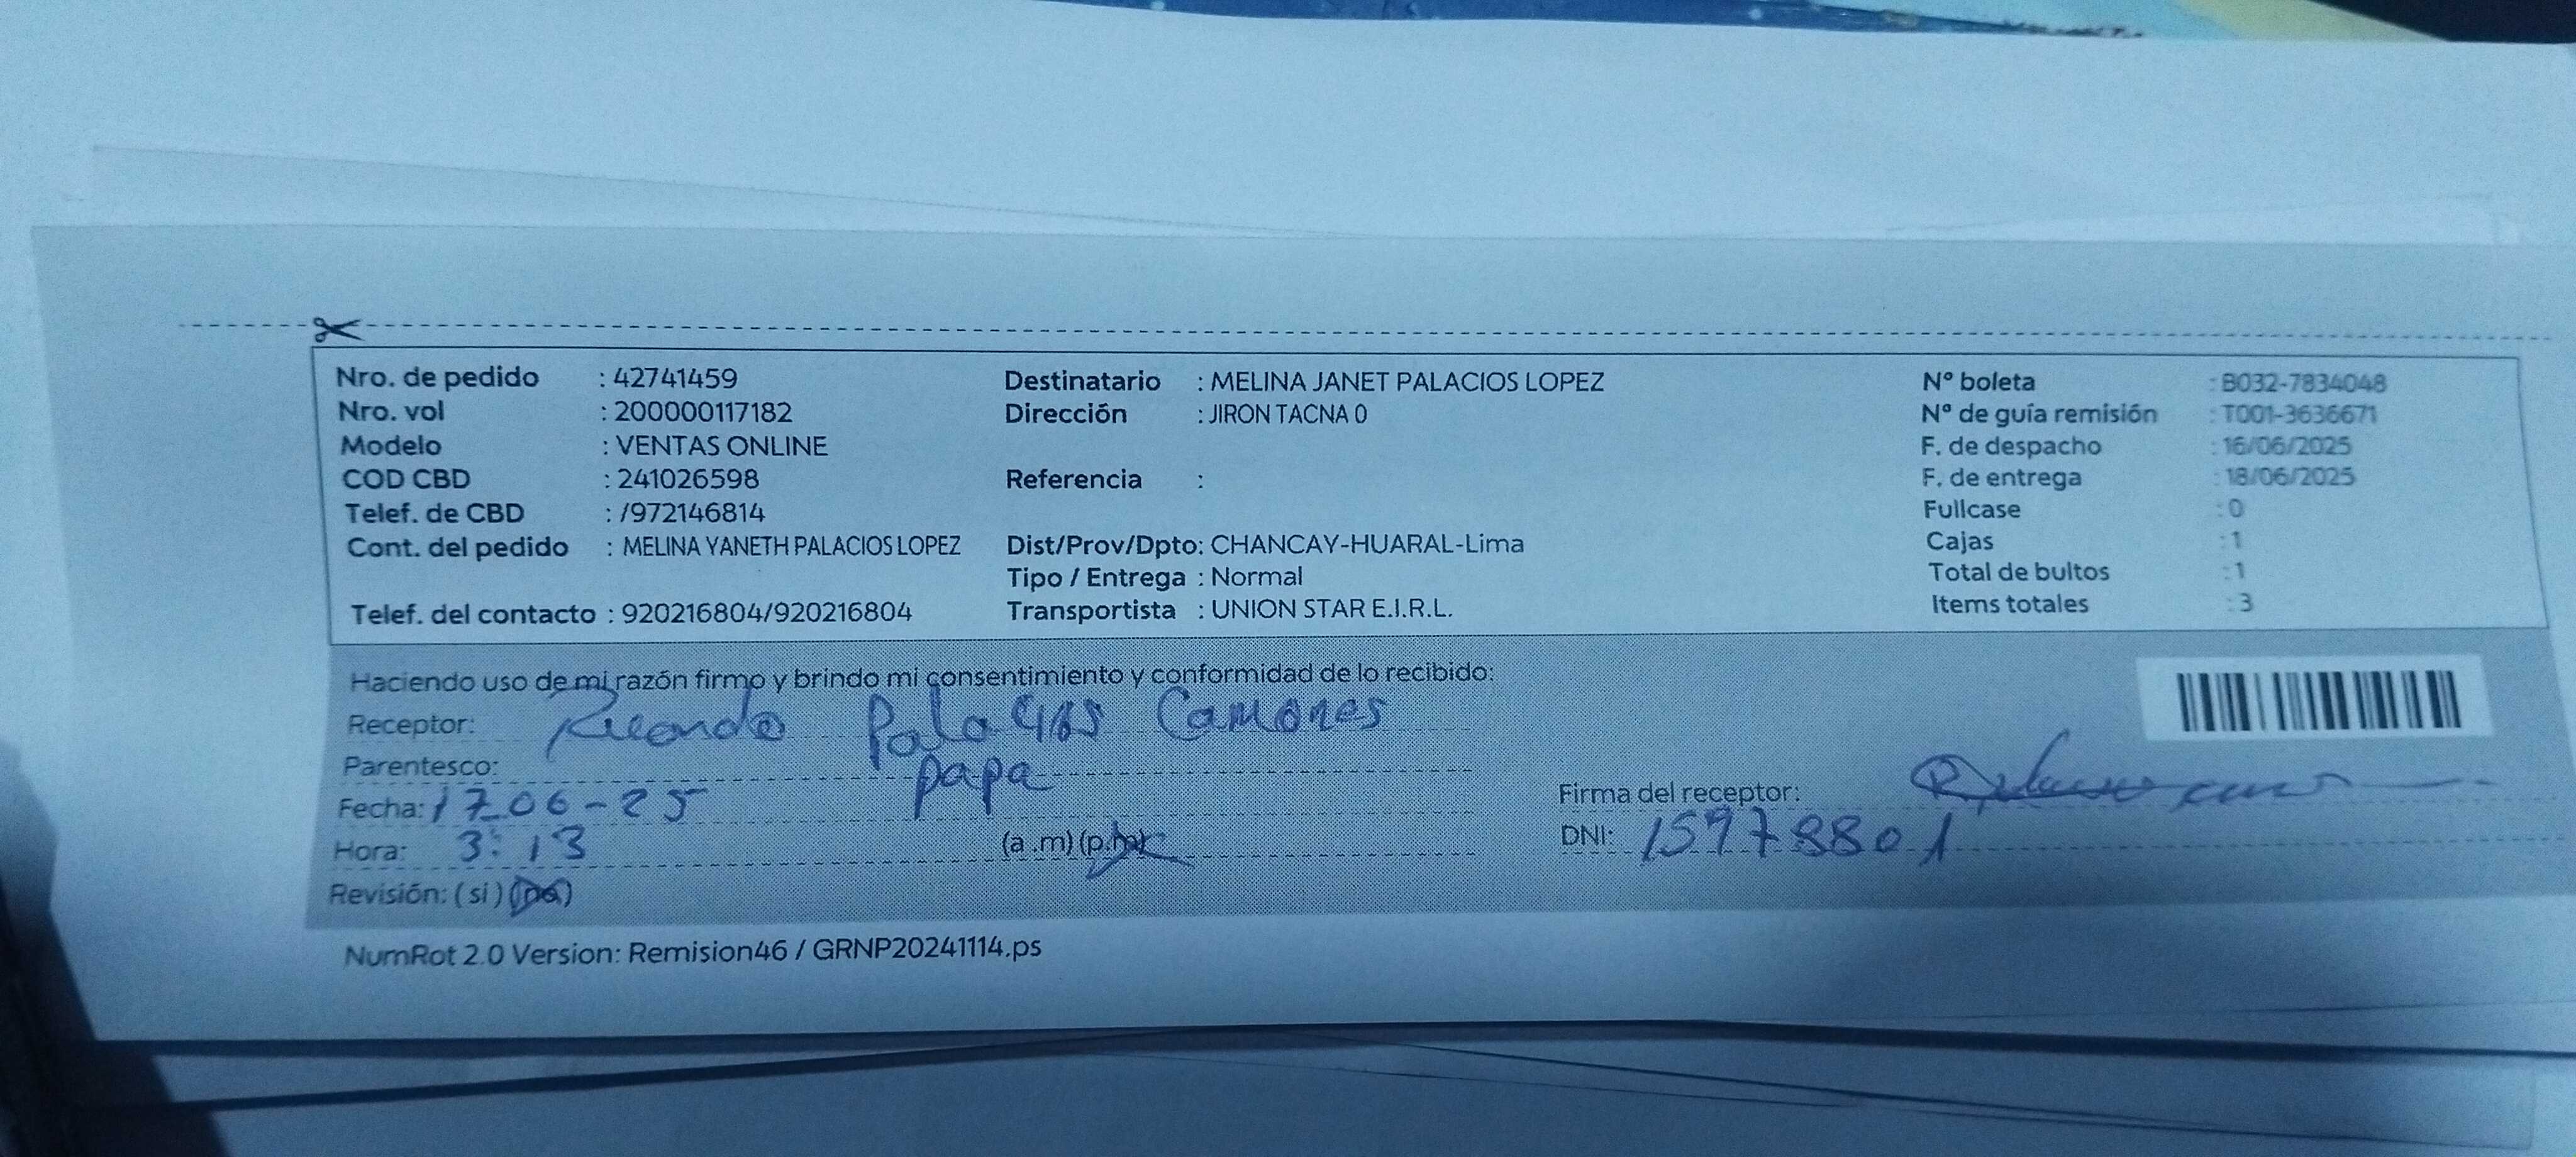 Nro. de pedido : 42741459 Destinatario : MELINA JANET PALACIOS LOPEZ N° boleta : B032-7834048
Nro. vol : 200000117182 Dirección : JIRON TACNA 0 N° de guía remisión : T001-3636671
Modelo : VENTAS ONLINE F. de despacho : 16/06/2025
COD CBD : 241026598 Referencia : F. de entrega : 18/06/2025
Telef. de CBD : /972146814 Fullcase : 0
Cont. del pedido : MELINA YANETH PALACIOS LOPEZ Dist/Prov/Dpto: CHANCAY-HUARAL-Lima Cajas : 1
Tipo / Entrega : Normal Total de bultos : 1
Telef. del contacto : 920216804/920216804 Transportista : UNION STAR E.I.R.L. Items totales : 3
Haciendo uso de mi razón firmo y brindo mi consentimiento y conformidad de lo recibido:
Receptor: Palacios Camones
Parentesco: papa
Fecha: 17-06-25 Firma del receptor:
Hora: 3:13 (a.m)(p.m) DNI: 15978801
Revisión: (si) (no)
NumRot 2.0 Version: Remision46 / GRNP20241114.ps